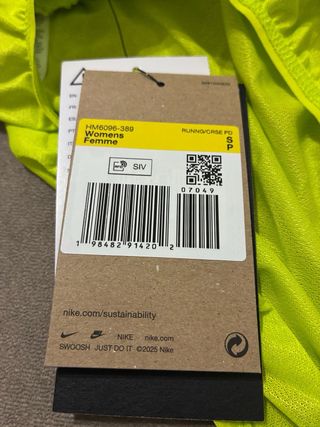 HM6096-389
RUNNG/CRSE PD
Womens
Femme
S
P
SIV
07049
1 98482 91420 2
nike.com/sustainability
NIKE nike.com
SWOOSH JUST DO IT ©2025 Nike